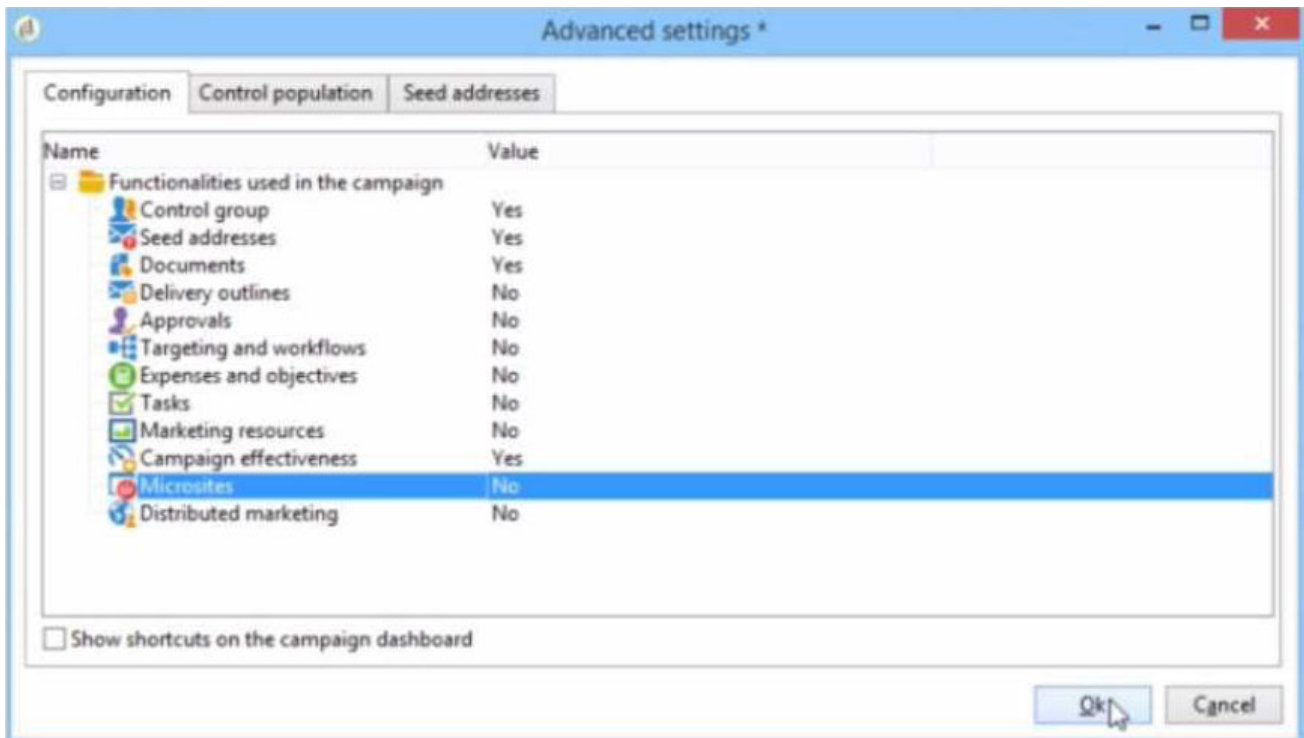 Advanced settings *
Configuration Control population Seed addresses
Name Value
Functionalities used in the campaign
Control group Yes
Seed addresses Yes
Documents Yes
Delivery outlines No
Approvals No
Targeting and workflows No
Expenses and objectives No
Tasks No
Marketing resources No
Campaign effectiveness Yes
Microsites No
Distributed marketing No
Show shortcuts on the campaign dashboard
Ok Cancel